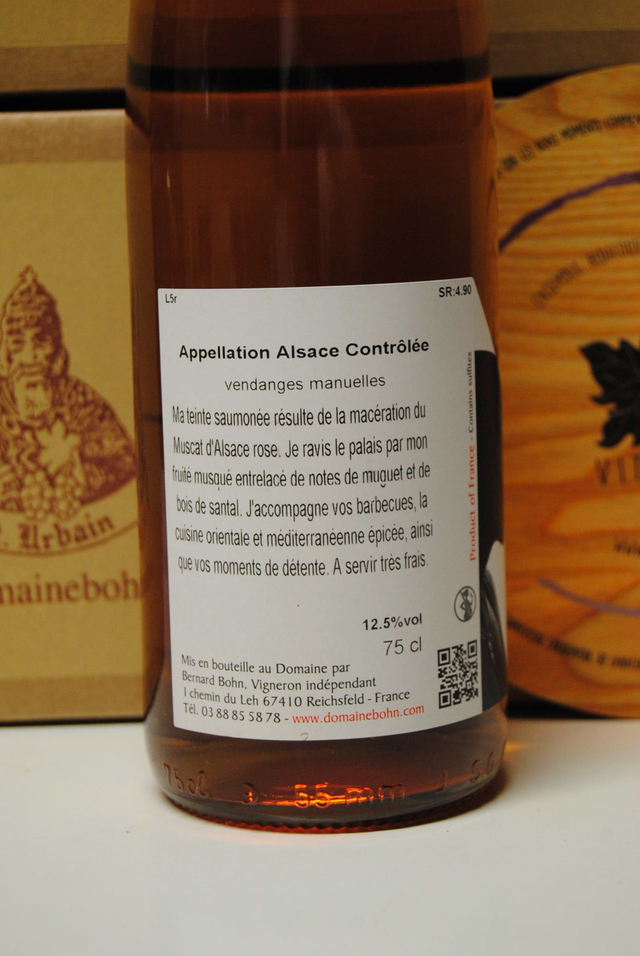 L5r
SR:4.90
Appellation Alsace Contrôlée
vendanges manuelles
Ma teinte saumonée résulte de la macération du
Muscat d'Alsace rose. Je ravis le palais par mon
fruité musqué entrelacé de notes de muguet et de
bois de santal. J'accompagne vos barbecues, la
cuisine orientale et méditerranéenne épicée, ainsi
que vos moments de détente. A servir très frais.
Product of France - Contains sulfites
12.5%vol
75 cl
Mis en bouteille au Domaine par
Bernard Bohn, Vigneron indépendant
1 chemin du Leh 67410 Reichsfeld - France
Tél. 03 88 85 58 78 - www.domainebohn.com
75cl
55 mm
Urbain
mainebohn